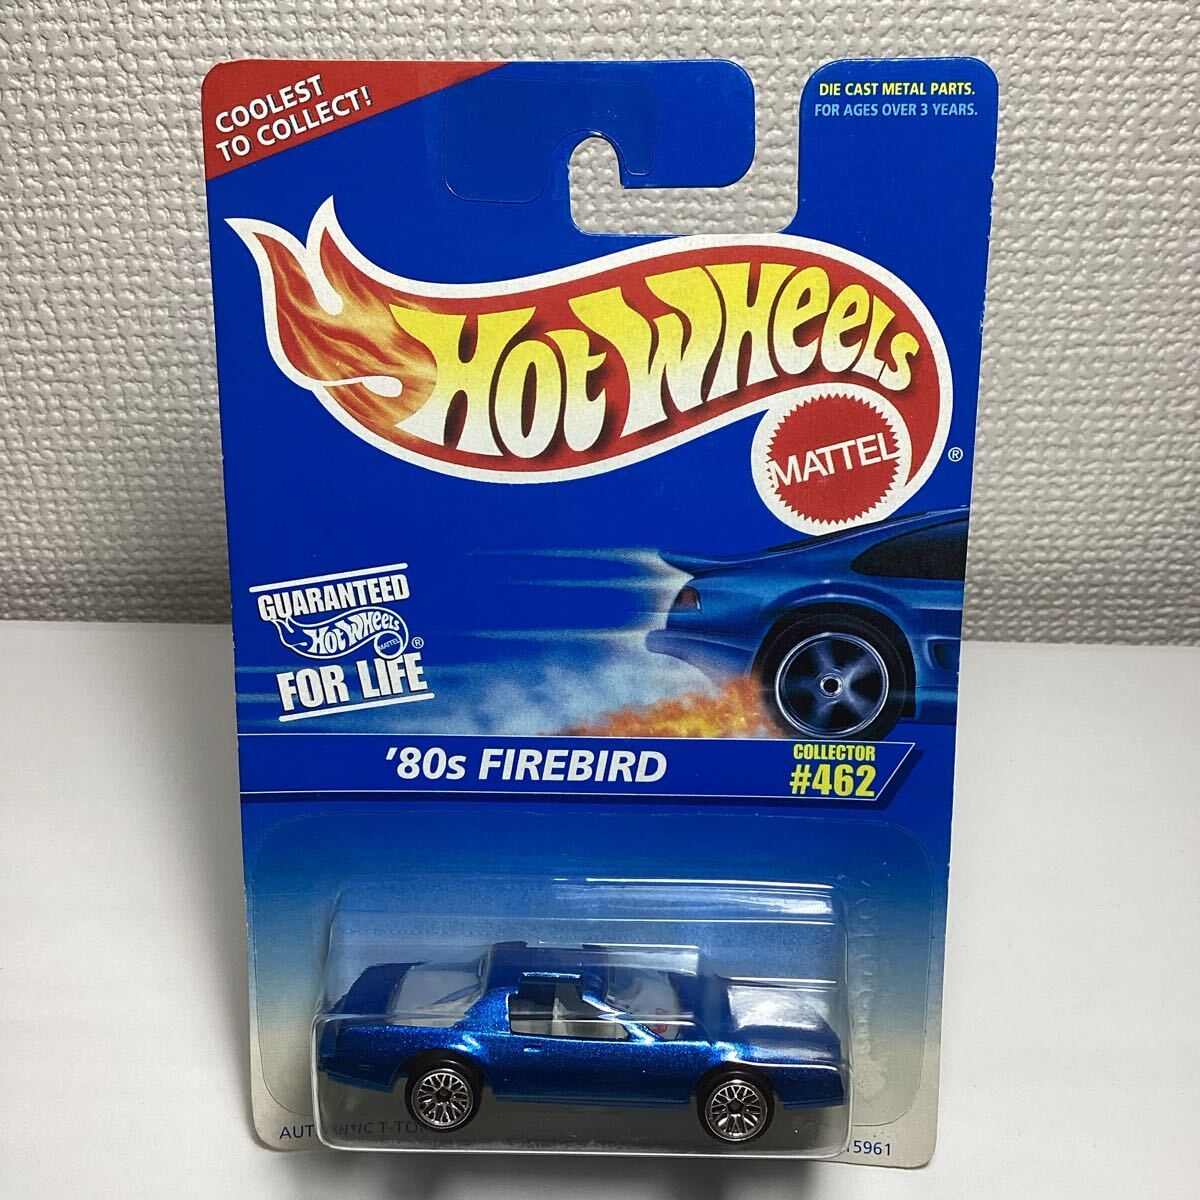 COOLEST
TO COLLECT!
DIE CAST METAL PARTS.
FOR AGES OVER 3 YEARS.
HOT WHEELS
MATTEL
®
GUARANTEED
HOT WHEELS
MATTEL
®
FOR LIFE
'80s FIREBIRD
COLLECTOR
#462
5961